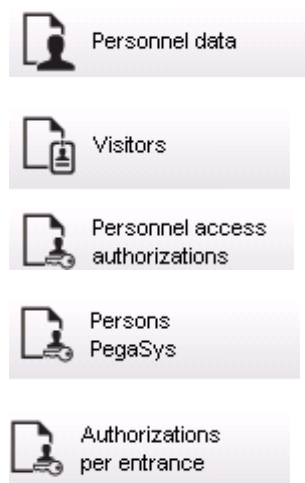 Personnel data
Visitors
Personnel access
authorizations
Persons
PegaSys
Authorizations
per entrance